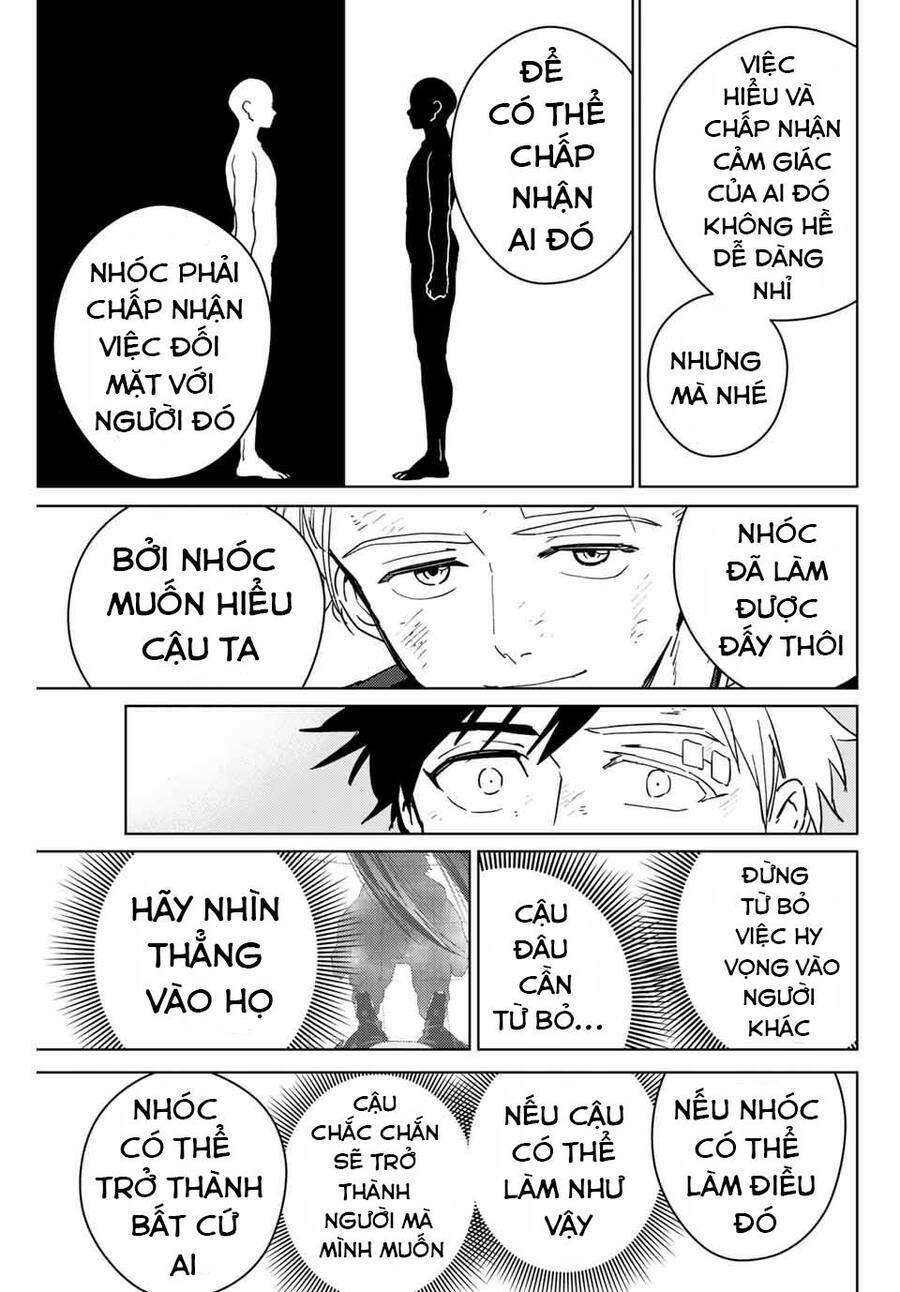 VIỆC
HIỂU VÀ
CHẤP NHẬN
CẢM GIÁC
CỦA AI ĐÓ
KHÔNG HỀ
DỄ DÀNG
NHỈ
NHƯNG
MÀ NHÉ
ĐỂ
CÓ THỂ
CHẤP
NHẬN
AI ĐÓ
NHÓC PHẢI
CHẤP NHẬN
VIỆC ĐỐI
MẶT VỚI
NGƯỜI ĐÓ
NHÓC
ĐÃ LÀM
ĐƯỢC
ĐẤY THÔI
BỞI NHÓC
MUỐN HIỂU
CẬU TA
ĐỪNG
TỪ BỎ
VIỆC HY
VỌNG VÀO
NGƯỜI
KHÁC
CẬU
ĐÂU
CẦN
TỪ BỎ...
HÃY NHÌN
THẲNG
VÀO HỌ
NẾU NHÓC
CÓ THỂ
LÀM ĐIỀU
ĐÓ
NẾU CẬU
CÓ THỂ
LÀM NHƯ
VẬY
CẬU
CHẮC CHẮN
SẼ TRỞ
THÀNH
NGƯỜI MÀ
MÌNH MUỐN
NHÓC
CÓ THỂ
TRỞ THÀNH
BẤT CỨ
AI